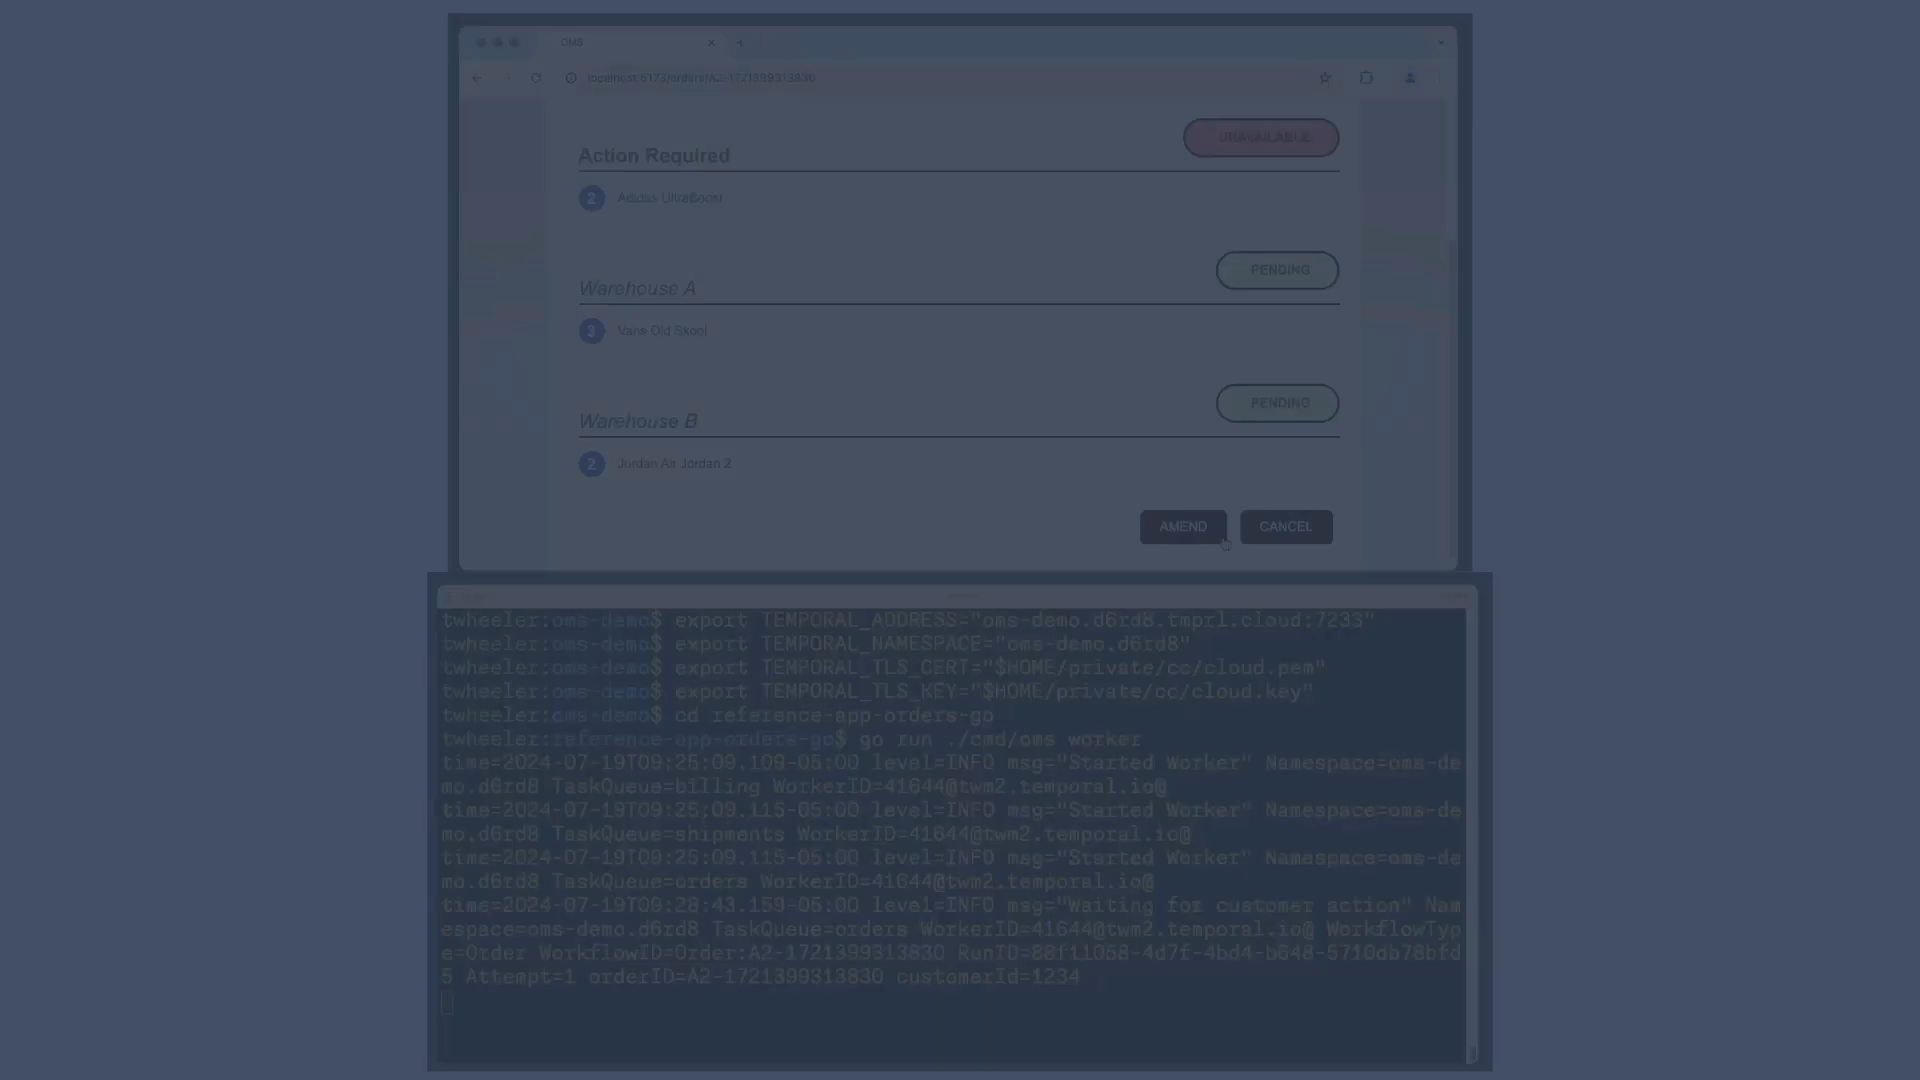 OMS
localhost:5173/orders/A2-1721399313830
UNAVAILABLE
Action Required
2 Adidas UltraBoost
PENDING
Warehouse A
3 Vans Old Skool
PENDING
Warehouse B
2 Jordan Air Jordan 2
AMEND CANCEL
twheeler:oms-demo$ export TEMPORAL_ADDRESS="oms-demo.d6rd8.tmprl.cloud:7233"
twheeler:oms-demo$ export TEMPORAL_NAMESPACE="oms-demo.d6rd8"
twheeler:oms-demo$ export TEMPORAL_TLS_CERT="$HOME/private/cc/cloud.pem"
twheeler:oms-demo$ export TEMPORAL_TLS_KEY="$HOME/private/cc/cloud.key"
twheeler:oms-demo$ cd reference-app-orders-go
twheeler:reference-app-orders-go$ go run ./cmd/oms worker
time=2024-07-19T09:25:09.109-05:00 level=INFO msg="Started Worker" Namespace=oms-de
mo.d6rd8 TaskQueue=billing WorkerID=41644@twm2.temporal.io@
time=2024-07-19T09:25:09.115-05:00 level=INFO msg="Started Worker" Namespace=oms-de
mo.d6rd8 TaskQueue=shipments WorkerID=41644@twm2.temporal.io@
time=2024-07-19T09:25:09.115-05:00 level=INFO msg="Started Worker" Namespace=oms-de
mo.d6rd8 TaskQueue=orders WorkerID=41644@twm2.temporal.io@
time=2024-07-19T09:28:43.159-05:00 level=INFO msg="Waiting for customer action" Nam
espace=oms-demo.d6rd8 TaskQueue=orders WorkerID=41644@twm2.temporal.io@ WorkflowTyp
e=Order WorkflowID=Order:A2-1721399313830 RunID=88f11058-4d7f-4bd4-b648-5710db78bfd
5 Attempt=1 orderID=A2-1721399313830 customerId=1234